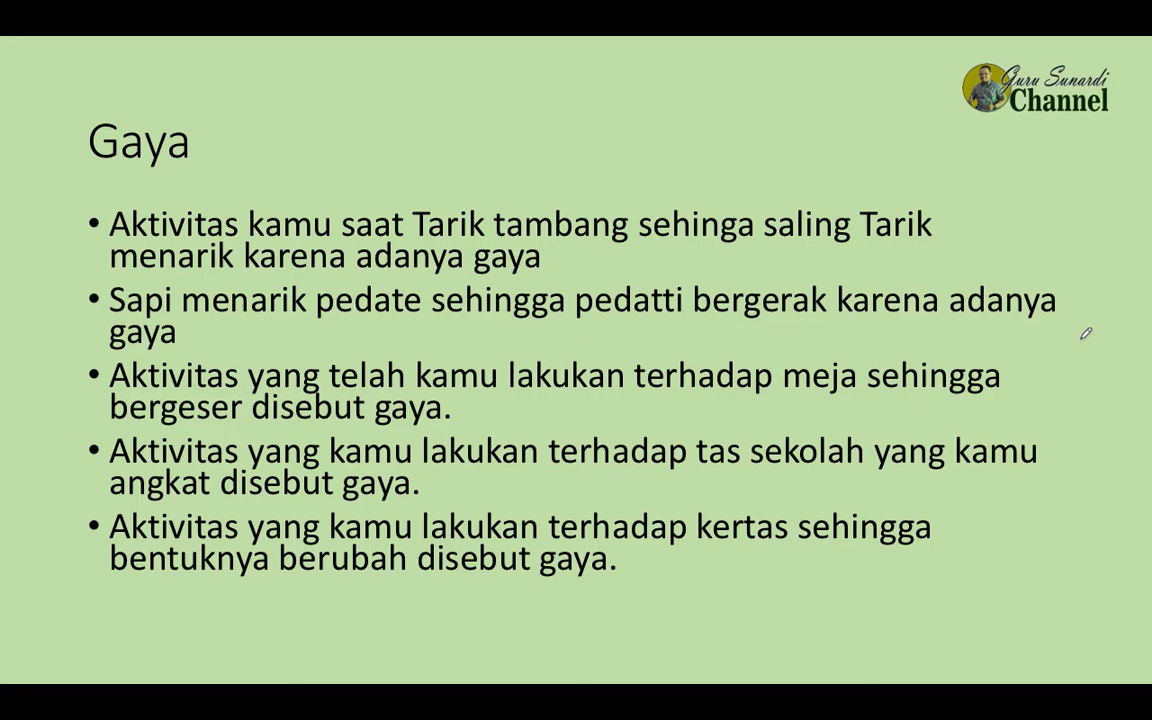 Guru Sunardi
Channel
Gaya
• Aktivitas kamu saat Tarik tambang sehinga saling Tarik
menarik karena adanya gaya
• Sapi menarik pedate sehingga pedatti bergerak karena adanya
gaya
• Aktivitas yang telah kamu lakukan terhadap meja sehingga
bergeser disebut gaya.
• Aktivitas yang kamu lakukan terhadap tas sekolah yang kamu
angkat disebut gaya.
• Aktivitas yang kamu lakukan terhadap kertas sehingga
bentuknya berubah disebut gaya.